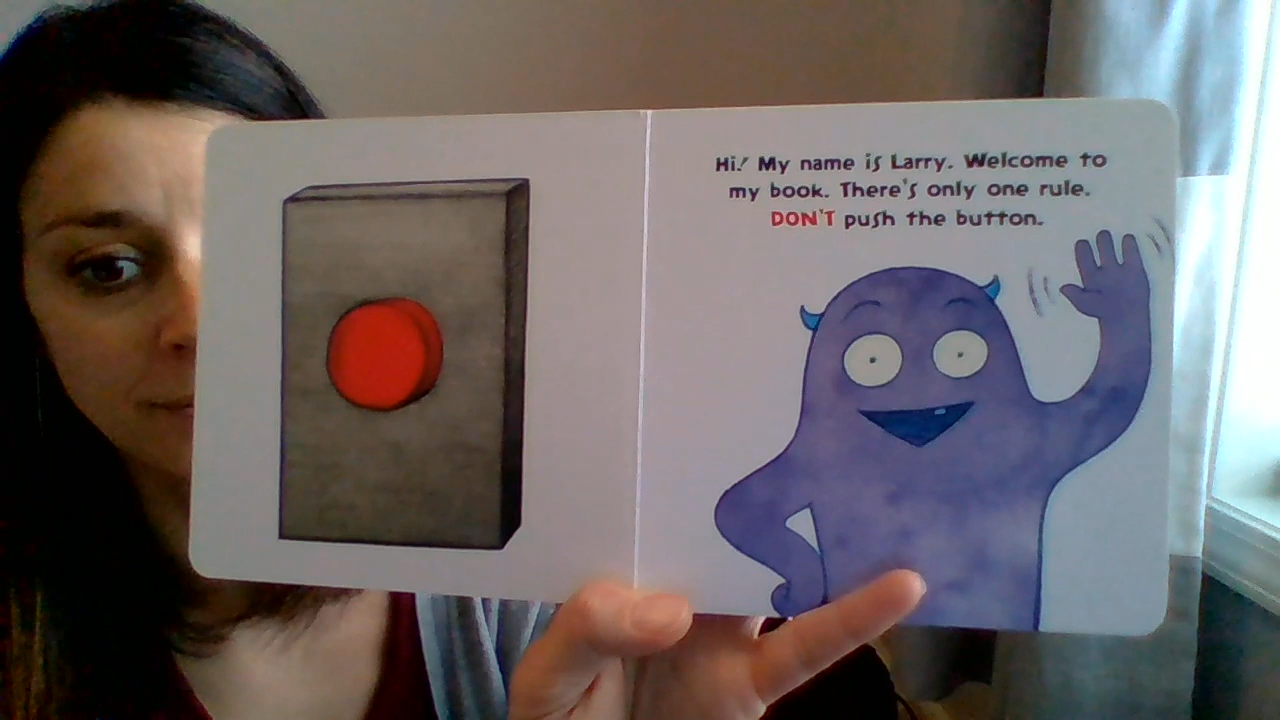 Hi! My name is Larry. Welcome to
my book. There's only one rule.
DON'T push the button.